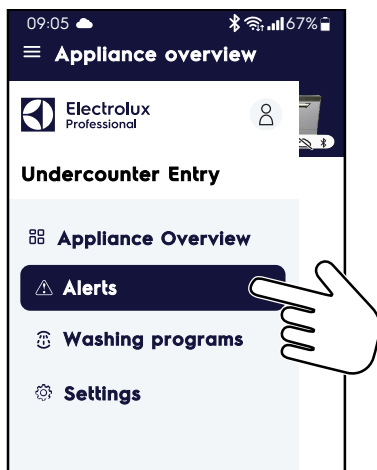 09:05 67%
Appliance overview
Electrolux
Professional
Undercounter Entry
Appliance Overview
Alerts
Washing programs
Settings